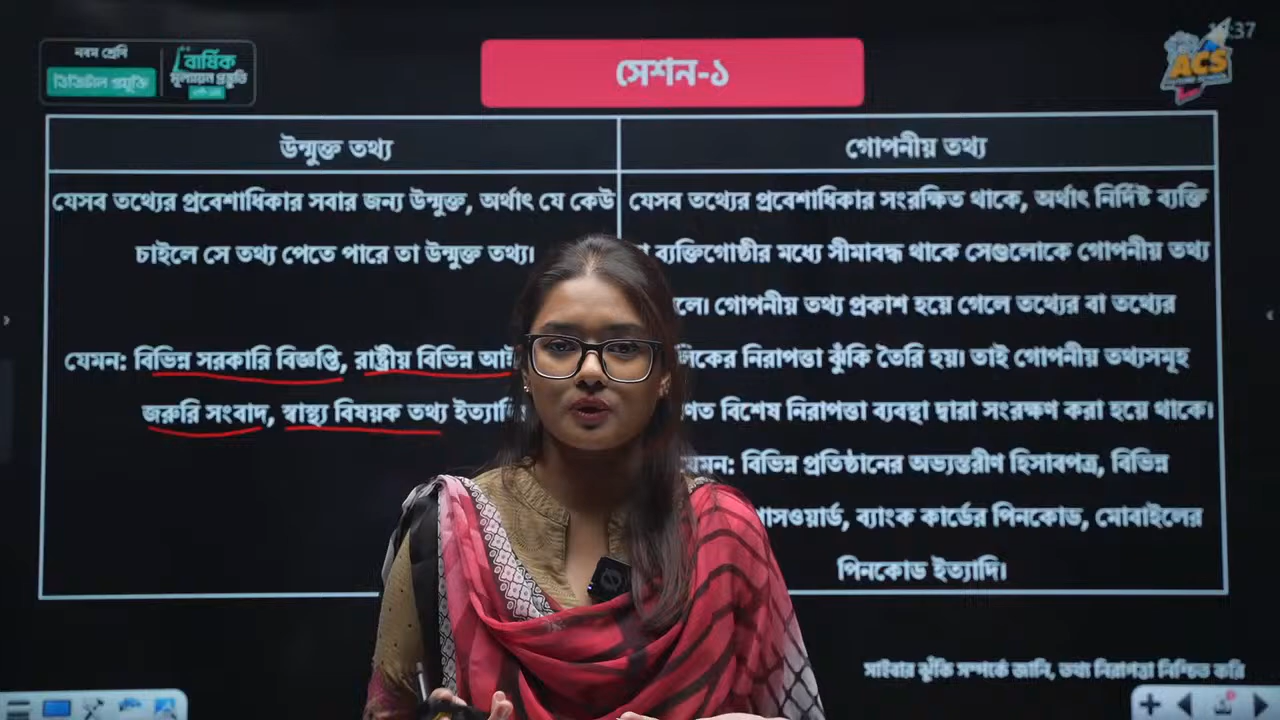 নবম শ্রেণি
ডিজিটাল প্রযুক্তি
বার্ষিক
মূল্যায়ন প্রস্তুতি
সেশন-১
:37
ACS
উন্মুক্ত তথ্য
যেসব তথ্যের প্রবেশাধিকার সবার জন্য উন্মুক্ত, অর্থাৎ যে কেউ
চাইলে সে তথ্য পেতে পারে তা উন্মুক্ত তথ্য।
যেমন: বিভিন্ন সরকারি বিজ্ঞপ্তি, রাষ্ট্রীয় বিভিন্ন
জরুরি সংবাদ, স্বাস্থ্য বিষয়ক তথ্য
গোপনীয় তথ্য
যেসব তথ্যের প্রবেশাধিকার সংরক্ষিত থাকে, অর্থাৎ নির্দিষ্ট ব্যক্তি
ব্যক্তিগোষ্ঠীর মধ্যে সীমাবদ্ধ থাকে সেগুলোকে গোপনীয় তথ্য
গোপনীয় তথ্য প্রকাশ হয়ে গেলে তথ্যের বা তথ্যের
নিরাপত্তা ঝুঁকি তৈরি হয়। তাই গোপনীয় তথ্যসমূহ
বিশেষ নিরাপত্তা ব্যবস্থা দ্বারা সংরক্ষণ করা হয়ে থাকে।
বিভিন্ন প্রতিষ্ঠানের অভ্যন্তরীণ হিসাবপত্র, বিভিন্ন
ব্যাংক কার্ডের পিনকোড, মোবাইলের
পিনকোড ইত্যাদি।
সাইবার ঝুঁকি সম্পর্কে জানি, তথ্য নিরাপত্তা নিশ্চিত করি